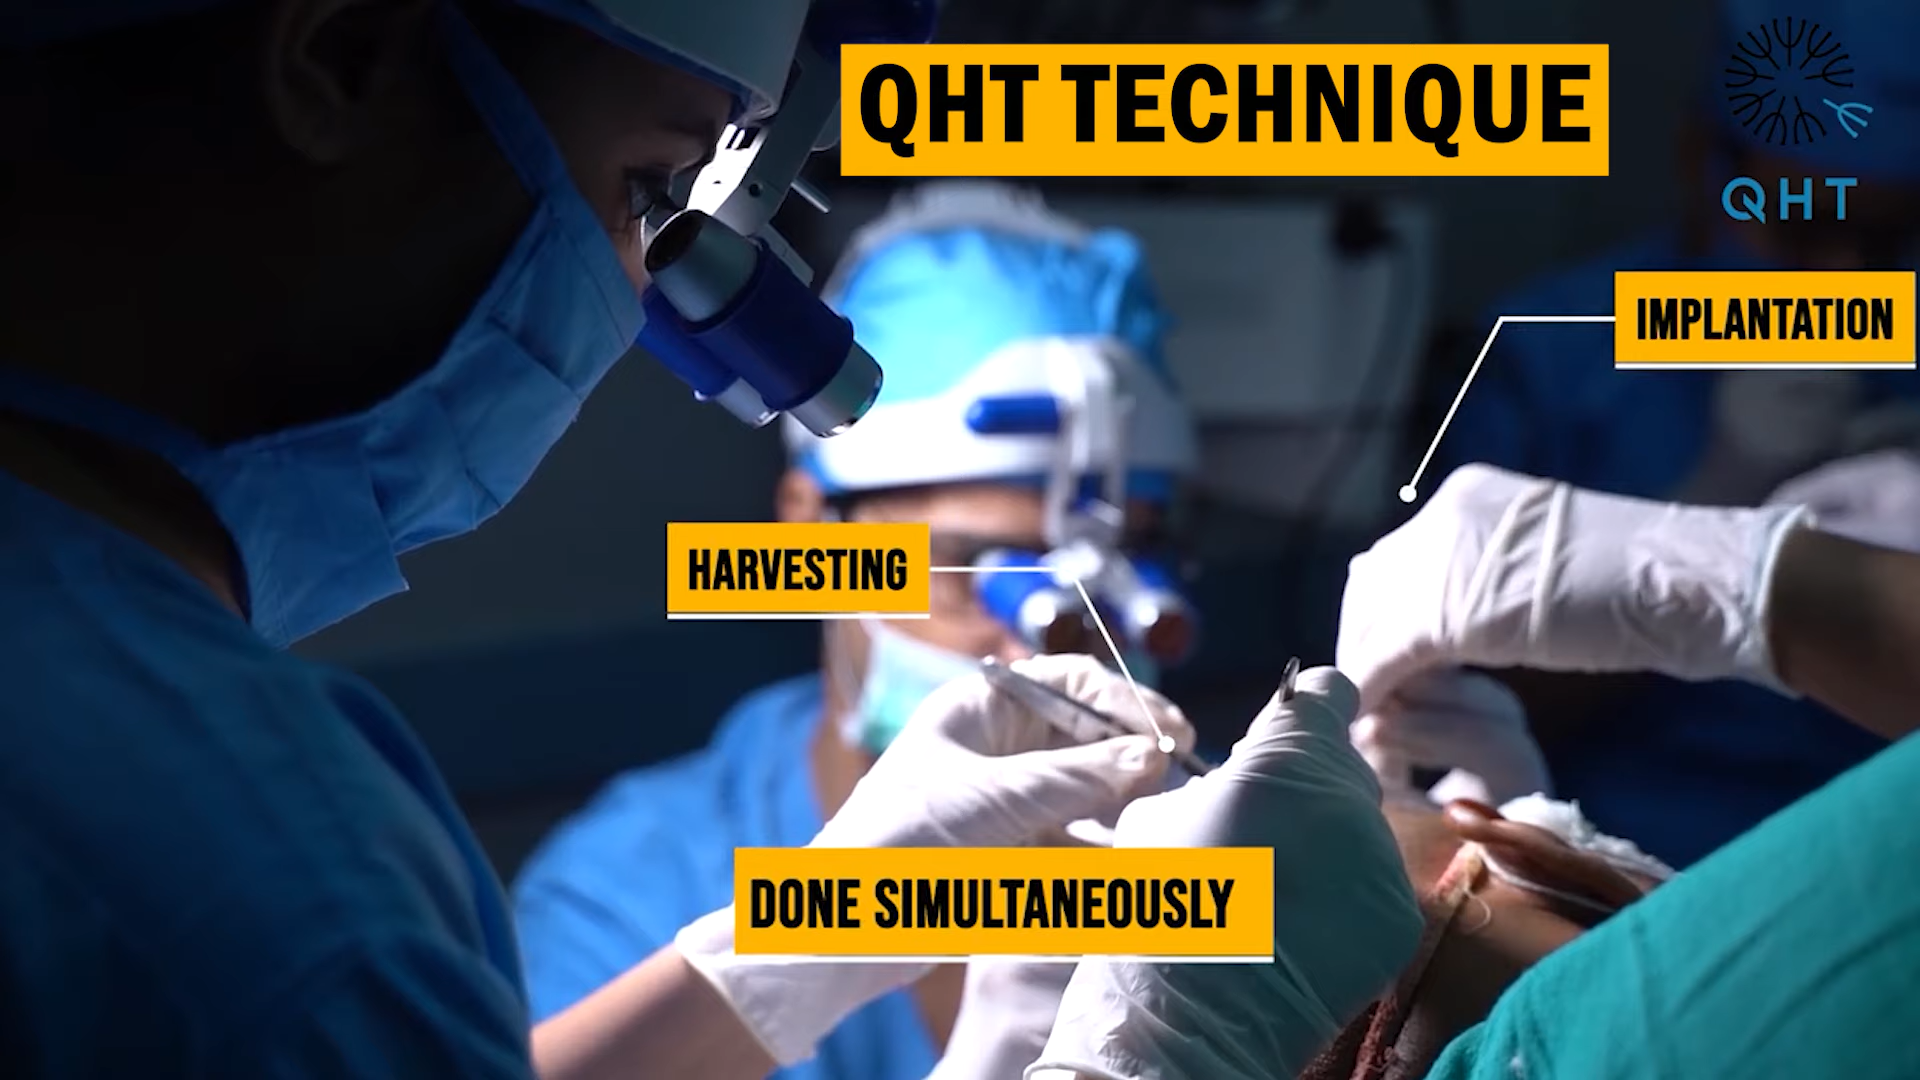 QHT TECHNIQUE
QHT
IMPLANTATION
HARVESTING
DONE SIMULTANEOUSLY